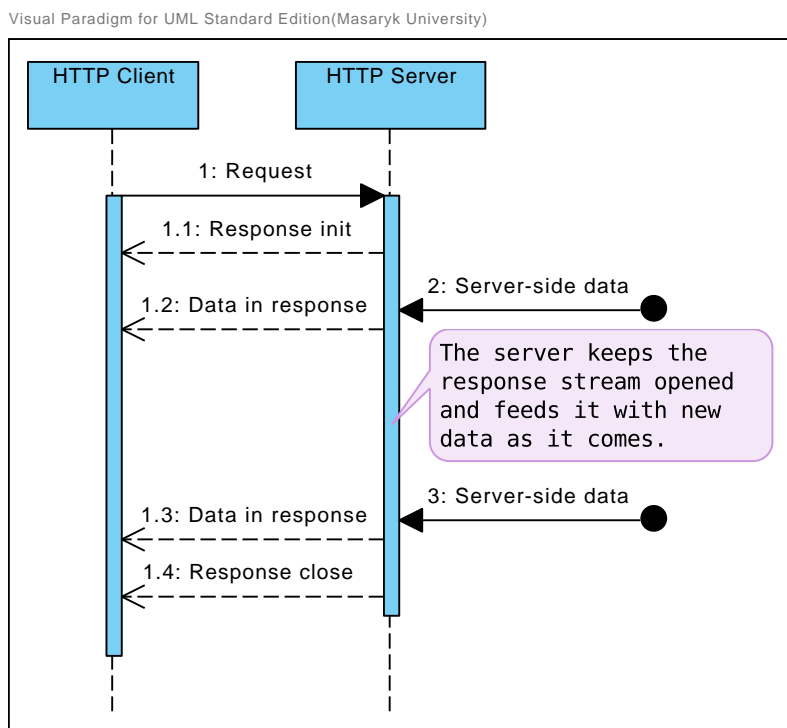 Visual Paradigm for UML Standard Edition(Masaryk University)
HTTP Client
HTTP Server
1: Request
1.1: Response init
2: Server-side data
1.2: Data in response
The server keeps the
response stream opened
and feeds it with new
data as it comes.
3: Server-side data
1.3: Data in response
1.4: Response close